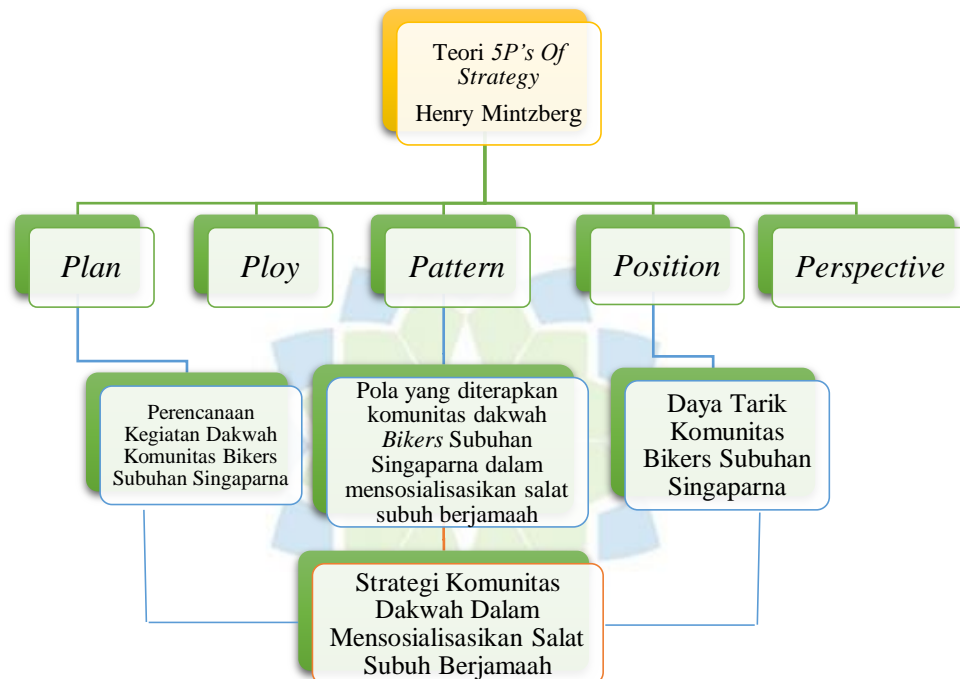 Teori 5P's Of
Strategy
Henry Mintzberg
Plan
Ploy
Pattern
Position
Perspective
Perencanaan
Kegiatan Dakwah
Komunitas Bikers
Subuhan Singaparna
Pola yang diterapkan
komunitas dakwah
Bikers Subuhan
Singaparna dalam
mensosialisasikan salat
subuh berjamaah
Daya Tarik
Komunitas
Bikers Subuhan
Singaparna
Strategi Komunitas
Dakwah Dalam
Mensosialisasikan Salat
Subuh Berjamaah